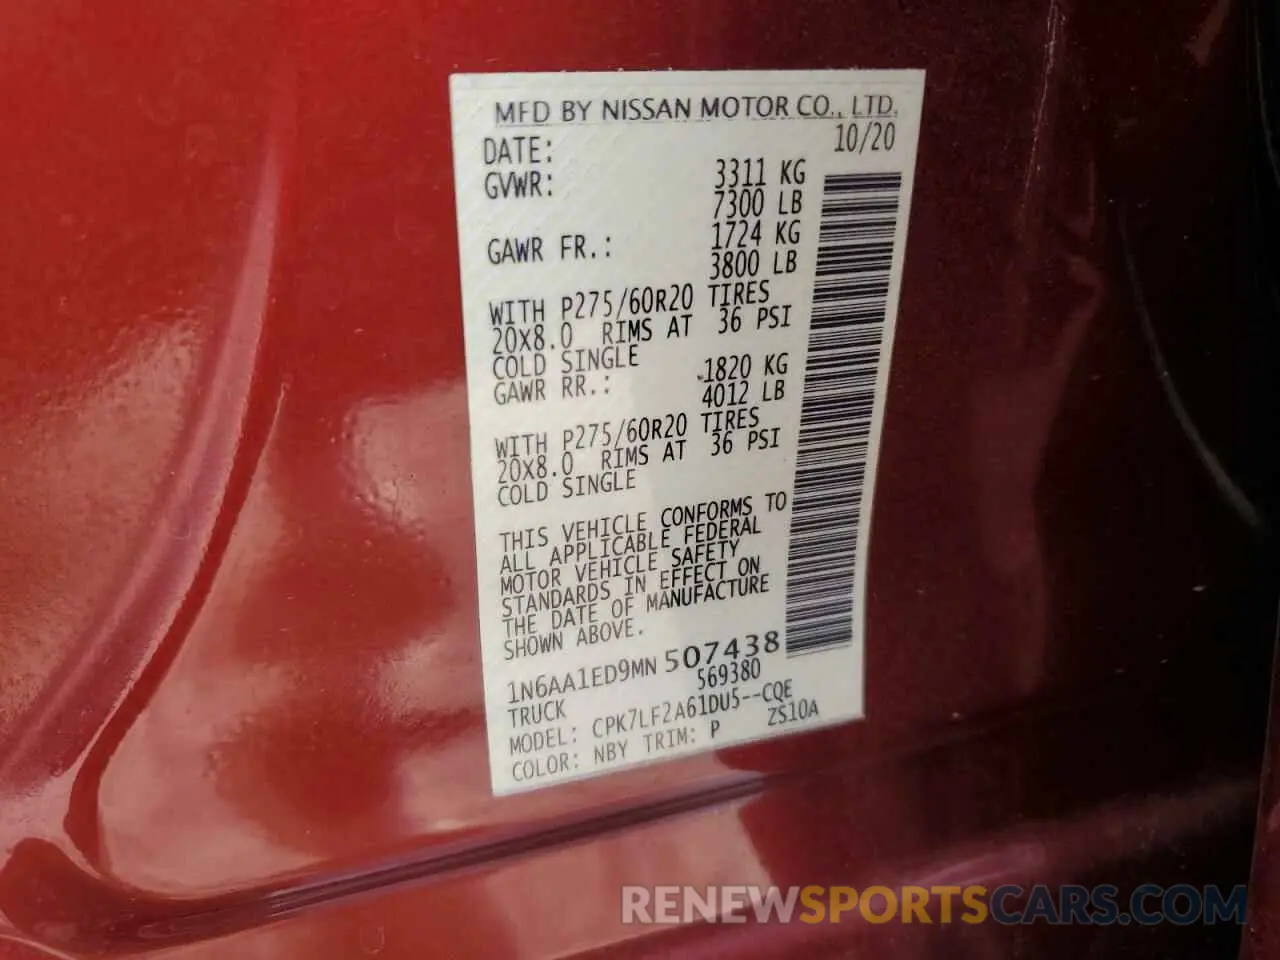 MFD BY NISSAN MOTOR CO., LTD.
DATE: 10/20
GVWR: 3311 KG
7300 LB
GAWR FR.: 1724 KG
3800 LB
WITH P275/60R20 TIRES
20X8.0 RIMS AT 36 PSI
COLD SINGLE
GAWR RR.: 1820 KG
4012 LB
WITH P275/60R20 TIRES
20X8.0 RIMS AT 36 PSI
COLD SINGLE
THIS VEHICLE CONFORMS TO
ALL APPLICABLE FEDERAL
MOTOR VEHICLE SAFETY
STANDARDS IN EFFECT ON
THE DATE OF MANUFACTURE
SHOWN ABOVE.
1N6AA1ED9MN 507438
TRUCK 569380
MODEL: CPK7LF2A61DU5--CQE
COLOR: NBY TRIM: P ZS10A
RENEWSPORTSCARS.COM